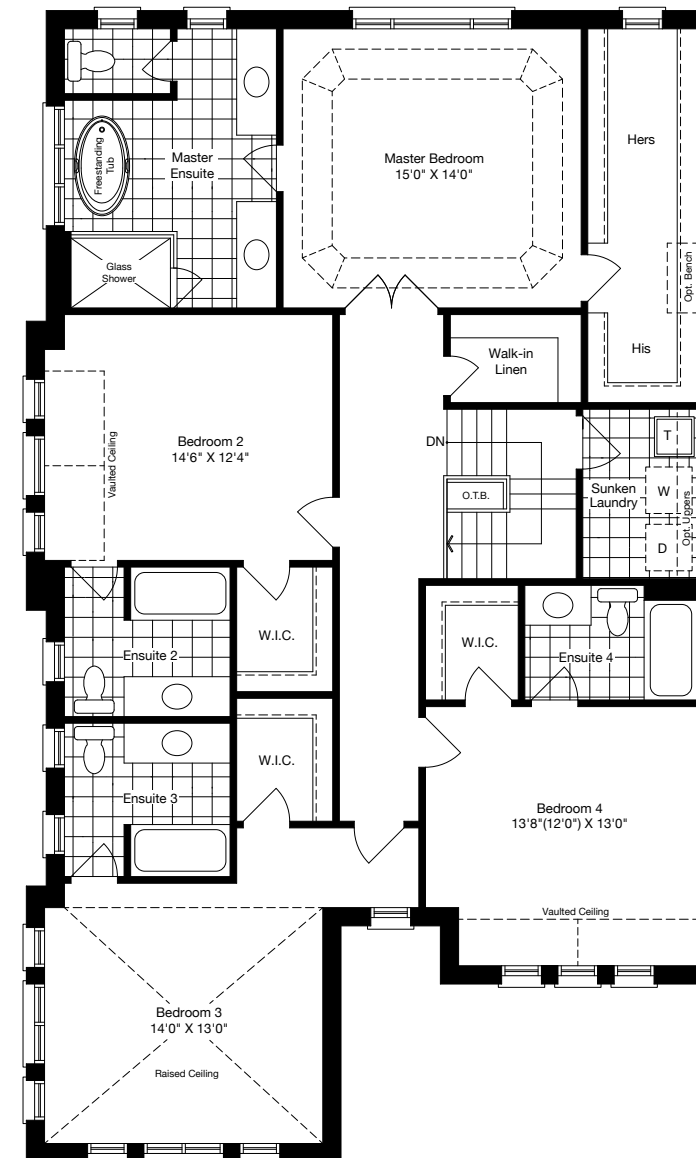 Freestanding
Tub
Master
Ensuite
Master Bedroom
15'0" X 14'0"
Hers
Opt. Bench
Glass
Shower
His
Walk-in
Linen
Bedroom 2
14'6" X 12'4"
Vaulted Ceiling
DN
O.T.B.
T
Sunken
Laundry
W
Opt. Uppers
D
W.I.C.
Ensuite 2
W.I.C.
Ensuite 4
W.I.C.
Ensuite 3
Bedroom 4
13'8"(12'0") X 13'0"
Vaulted Ceiling
Bedroom 3
14'0" X 13'0"
Raised Ceiling